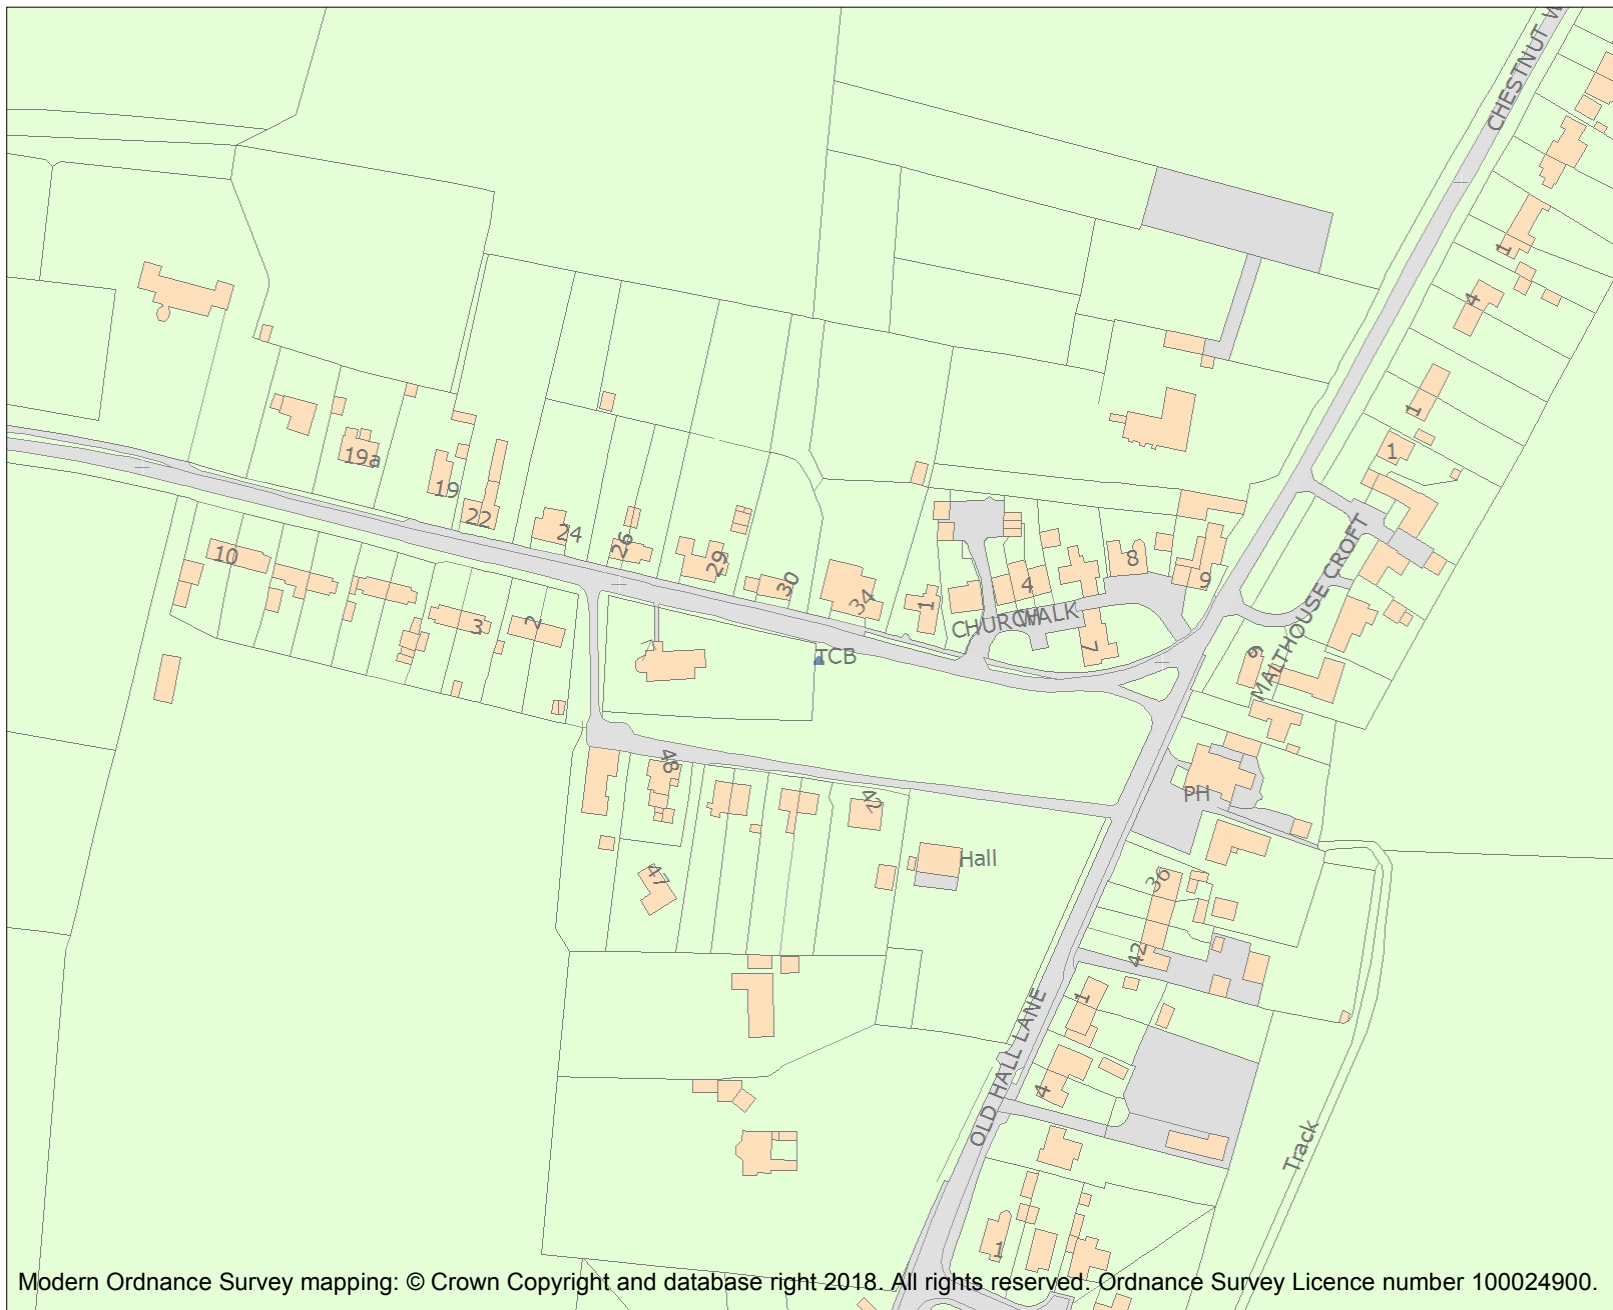 CHESTNUT W
1
4
1
1
19a
19
22
24
26
29
30
34
1
4
8
9
7
CHURCH WALK
MALTHOUSE CROFT
10
3
2
TCB
9
48
42
47
Hall
PH
36
42
1
OLD HALL LANE
4
Track
1
Modern Ordnance Survey mapping: © Crown Copyright and database right 2018. All rights reserved. Ordnance Survey Licence number 100024900.